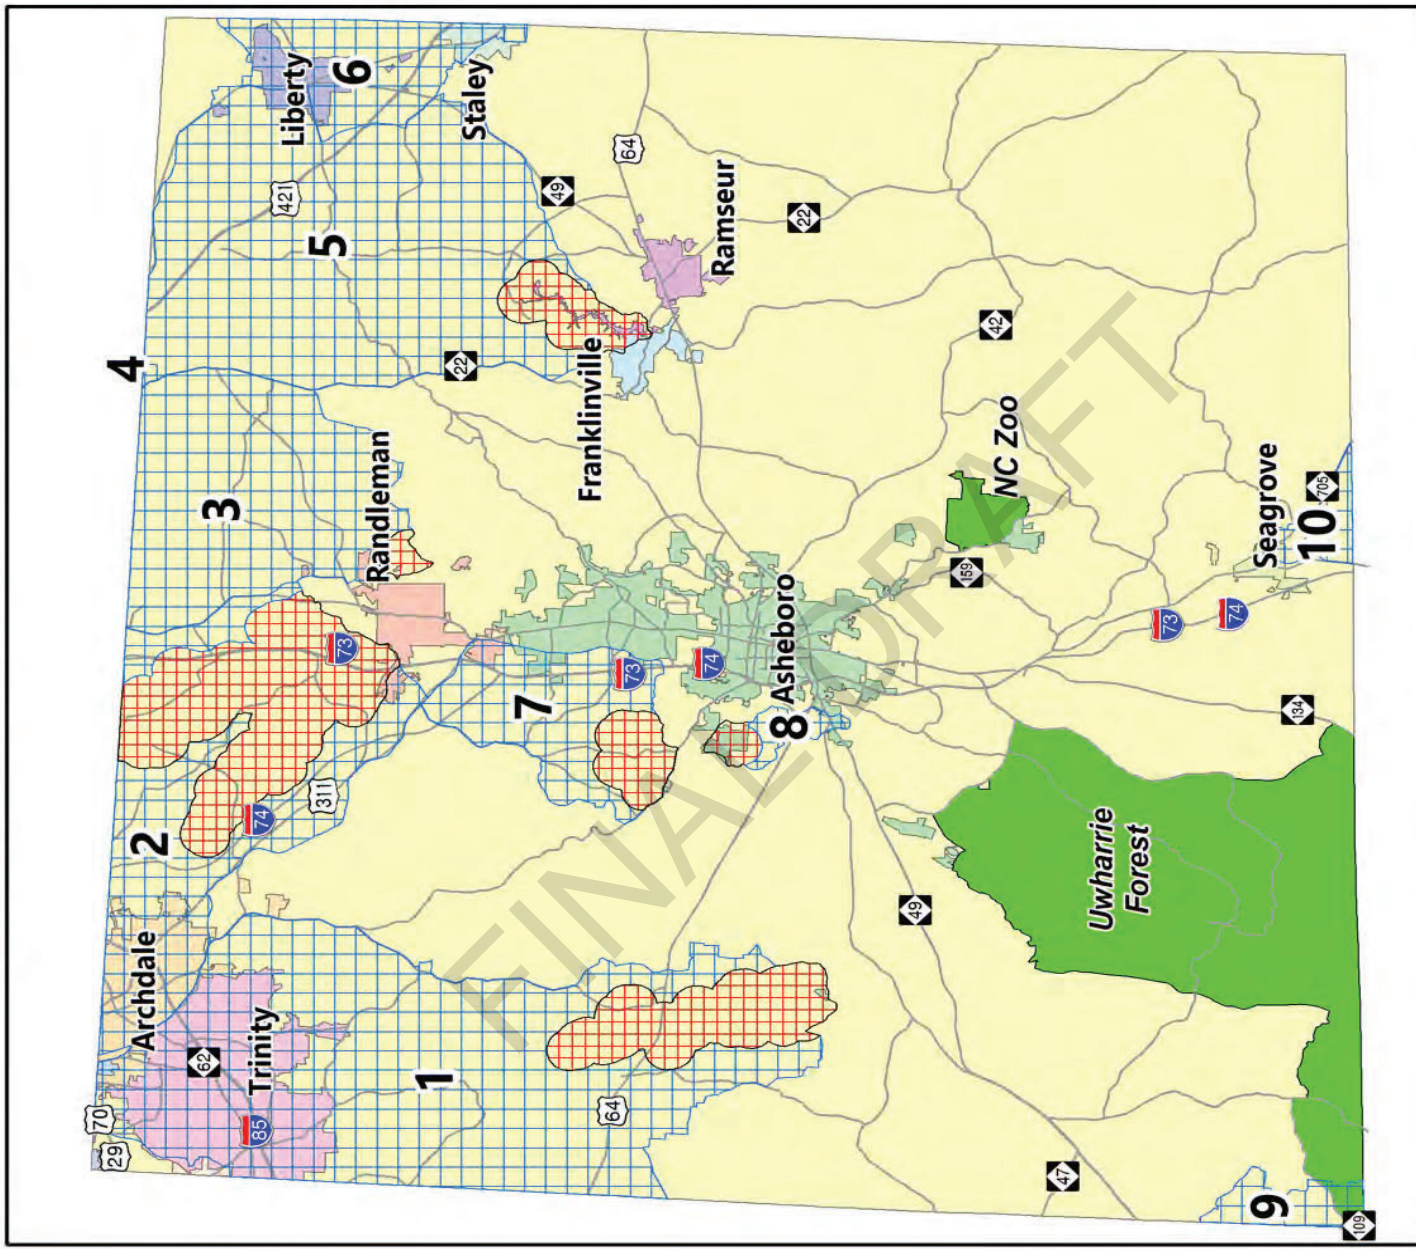 29
70
Archdale
2
62
Trinity
85
1
64
74
311
73
3
4
Randleman
22
5
421
Liberty
6
Staley
49
64
Franklinville
Ramseur
22
7
73
74
Asheboro
8
42
NC Zoo
159
49
Uwharrie
Forest
47
9
109
134
73
74
Seagrove
10
705
FINAL DRAFT